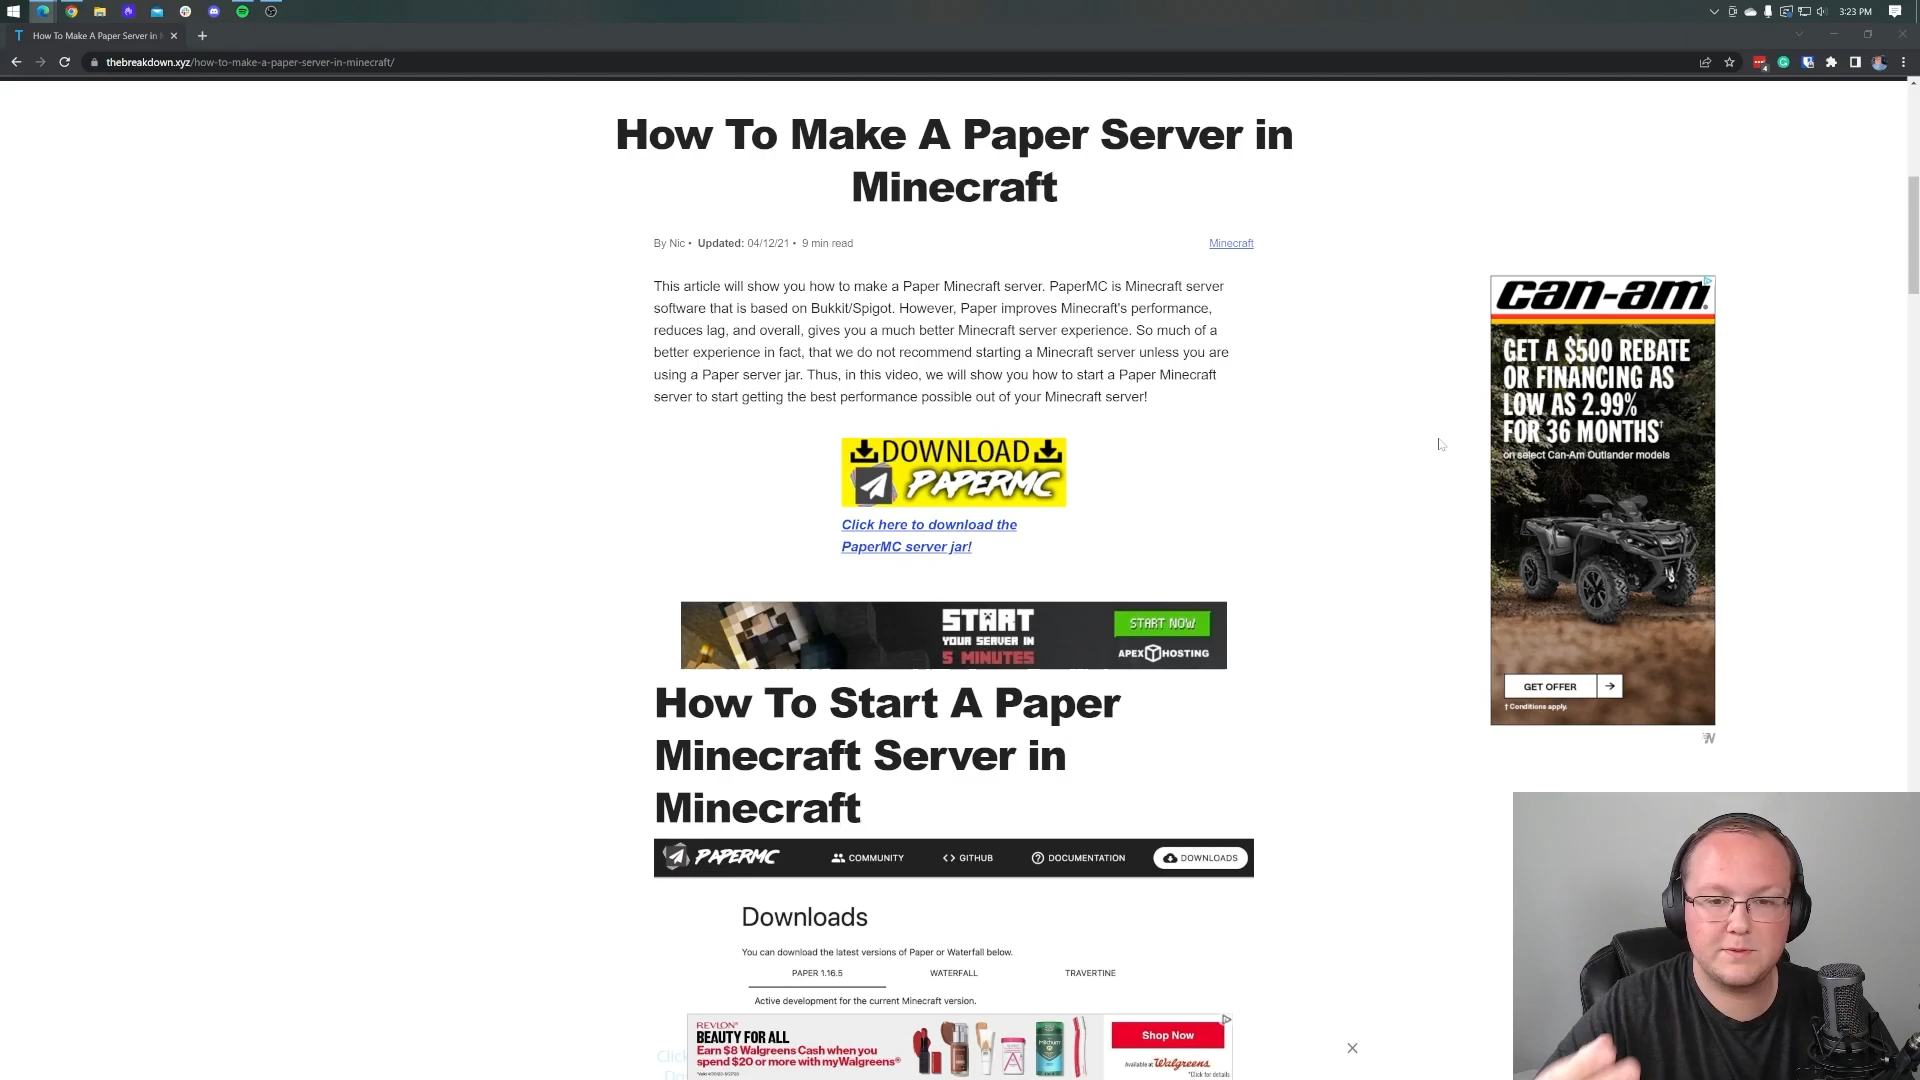 3:23 PM
How To Make A Paper Server in
thebreakdown.xyz/how-to-make-a-paper-server-in-minecraft/
How To Make A Paper Server in
Minecraft
By Nic • Updated: 04/12/21 • 9 min read
Minecraft
This article will show you how to make a Paper Minecraft server. PaperMC is Minecraft server
software that is based on Bukkit/Spigot. However, Paper improves Minecraft's performance,
reduces lag, and overall, gives you a much better Minecraft server experience. So much of a
better experience in fact, that we do not recommend starting a Minecraft server unless you are
using a Paper server jar. Thus, in this video, we will show you how to start a Paper Minecraft
server to start getting the best performance possible out of your Minecraft server!
can-am
GET A $500 REBATE
OR FINANCING AS
LOW AS 2.99%
FOR 36 MONTHS†
on select Can-Am Outlander models
GET OFFER
† Conditions apply.
DOWNLOAD
PAPERMC
Click here to download the
PaperMC server jar!
START
YOUR SERVER IN
5 MINUTES
START NOW
APEX HOSTING
How To Start A Paper
Minecraft Server in
Minecraft
PAPERMC
COMMUNITY
GITHUB
DOCUMENTATION
DOWNLOADS
Downloads
You can download the latest versions of Paper or Waterfall below.
PAPER 1.16.5
WATERFALL
TRAVERTINE
Active development for the current Minecraft version.
REVLON
BEAUTY FOR ALL
Earn $8 Walgreens Cash when you
spend $20 or more with myWalgreens®
Mitchum
Shop Now
Available at Walgreens
*Click for details
Click